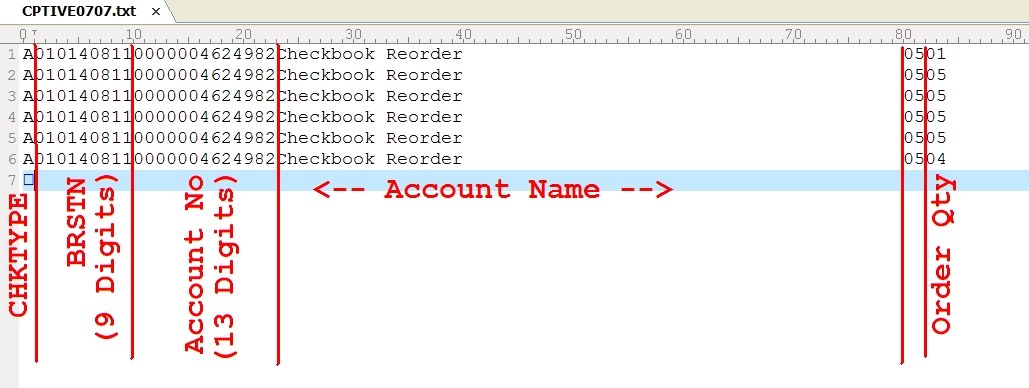 CPTIVE0707.txt ×
0 10 20 30 40 50 60 70 80 90
1 A0101408110000004624982Checkbook Reorder 0501
2 A0101408110000004624982Checkbook Reorder 0505
3 A0101408110000004624982Checkbook Reorder 0505
4 A0101408110000004624982Checkbook Reorder 0505
5 A0101408110000004624982Checkbook Reorder 0505
6 A0101408110000004624982Checkbook Reorder 0504
7
CHKTYPE
BRSTN
(9 Digits)
Account No
(13 Digits)
<-- Account Name -->
Order Qty